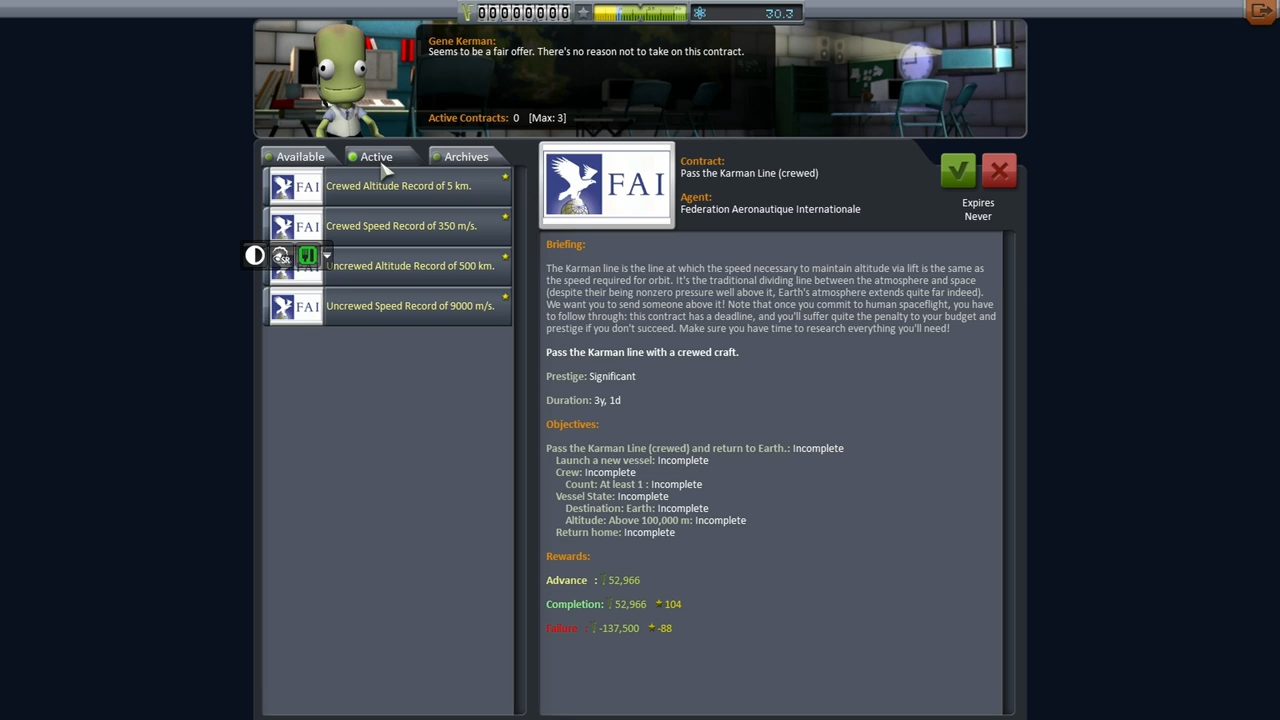 00000000
30.3
Gene Kerman:
Seems to be a fair offer. There's no reason not to take on this contract.
Active Contracts: 0 [Max: 3]
Available
Active
Archives
FAI
Crewed Altitude Record of 5 km.
FAI
Crewed Speed Record of 350 m/s.
Uncrewed Altitude Record of 500 km.
FAI
Uncrewed Speed Record of 9000 m/s.
FAI
Contract:
Pass the Karman Line (crewed)
Agent:
Federation Aeronautique Internationale
Expires
Never
Briefing:
The Karman line is the line at which the speed necessary to maintain altitude via lift is the same as
the speed required for orbit. It's the traditional dividing line between the atmosphere and space
(despite their being nonzero pressure well above it, Earth's atmosphere extends quite far indeed).
We want you to send someone above it! Note that once you commit to human spaceflight, you have
to follow through: this contract has a deadline, and you'll suffer quite the penalty to your budget and
prestige if you don't succeed. Make sure you have time to research everything you'll need!
Pass the Karman line with a crewed craft.
Prestige: Significant
Duration: 3y, 1d
Objectives:
Pass the Karman Line (crewed) and return to Earth.: Incomplete
Launch a new vessel: Incomplete
Crew: Incomplete
Count: At least 1 : Incomplete
Vessel State: Incomplete
Destination: Earth: Incomplete
Altitude: Above 100,000 m: Incomplete
Return home: Incomplete
Rewards:
Advance : 52,966
Completion: 52,966 104
Failure : -137,500 -88